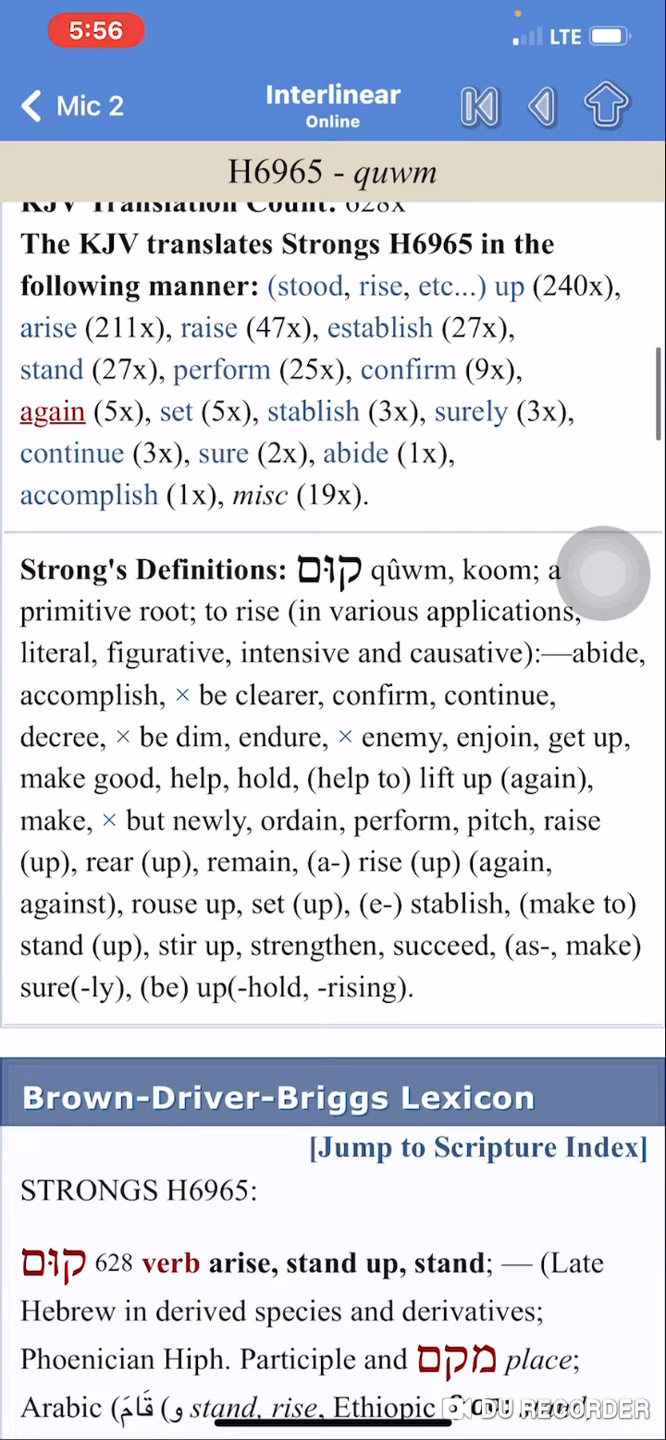 5:56
LTE
Mic 2
Interlinear
Online
H6965 - quwm
KJV Translation Count: 628x
The KJV translates Strongs H6965 in the
following manner: (stood, rise, etc...) up (240x),
arise (211x), raise (47x), establish (27x),
stand (27x), perform (25x), confirm (9x),
again (5x), set (5x), stablish (3x), surely (3x),
continue (3x), sure (2x), abide (1x),
accomplish (1x), misc (19x).
Strong's Definitions: קוּם qûwm, koom; a
primitive root; to rise (in various applications,
literal, figurative, intensive and causative):—abide,
accomplish, × be clearer, confirm, continue,
decree, × be dim, endure, × enemy, enjoin, get up,
make good, help, hold, (help to) lift up (again),
make, × but newly, ordain, perform, pitch, raise
(up), rear (up), remain, (a-) rise (up) (again,
against), rouse up, set (up), (e-) stablish, (make to)
stand (up), stir up, strengthen, succeed, (as-, make)
sure(-ly), (be) up(-hold, -rising).
Brown-Driver-Briggs Lexicon
[Jump to Scripture Index]
STRONGS H6965:
קוּם 628 verb arise, stand up, stand; — (Late
Hebrew in derived species and derivatives;
Phoenician Hiph. Participle and מקם place;
Arabic (قَامَ (و stand, rise, Ethiopic stand,
DU RECORDER